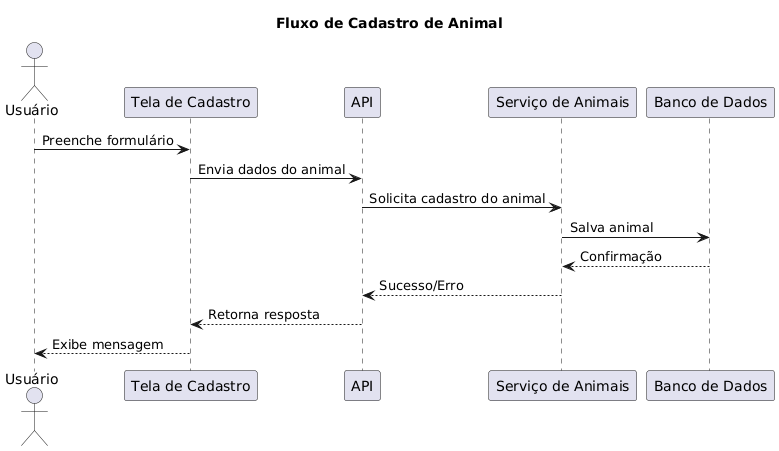 Fluxo de Cadastro de Animal
Usuário
Tela de Cadastro
API
Serviço de Animais
Banco de Dados
Preenche formulário
Envia dados do animal
Solicita cadastro do animal
Salva animal
Confirmação
Sucesso/Erro
Retorna resposta
Exibe mensagem
Usuário
Tela de Cadastro
API
Serviço de Animais
Banco de Dados